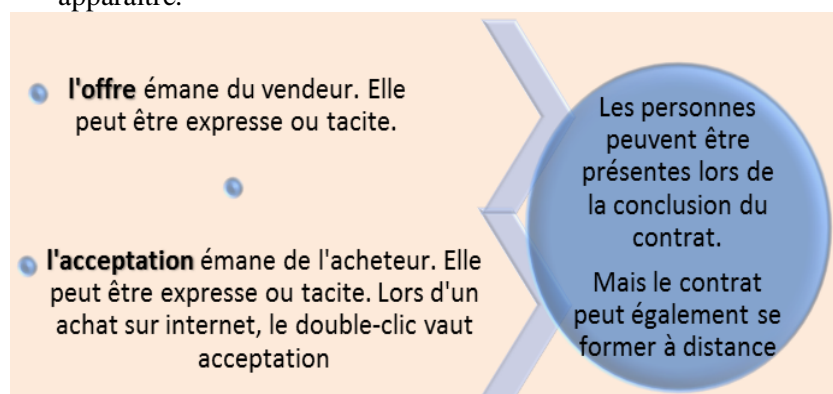 apparaître.
l'offre émane du vendeur. Elle
peut être expresse ou tacite.
l'acceptation émane de l'acheteur. Elle
peut être expresse ou tacite. Lors d'un
achat sur internet, le double-clic vaut
acceptation
Les personnes
peuvent être
présentes lors de
la conclusion du
contrat.
Mais le contrat
peut également se
former à distance